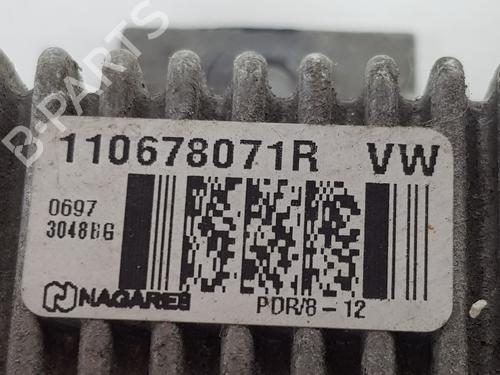 B-PARTS
110678071R VW
0697
3048BG
NAGARES
PDR/8-12